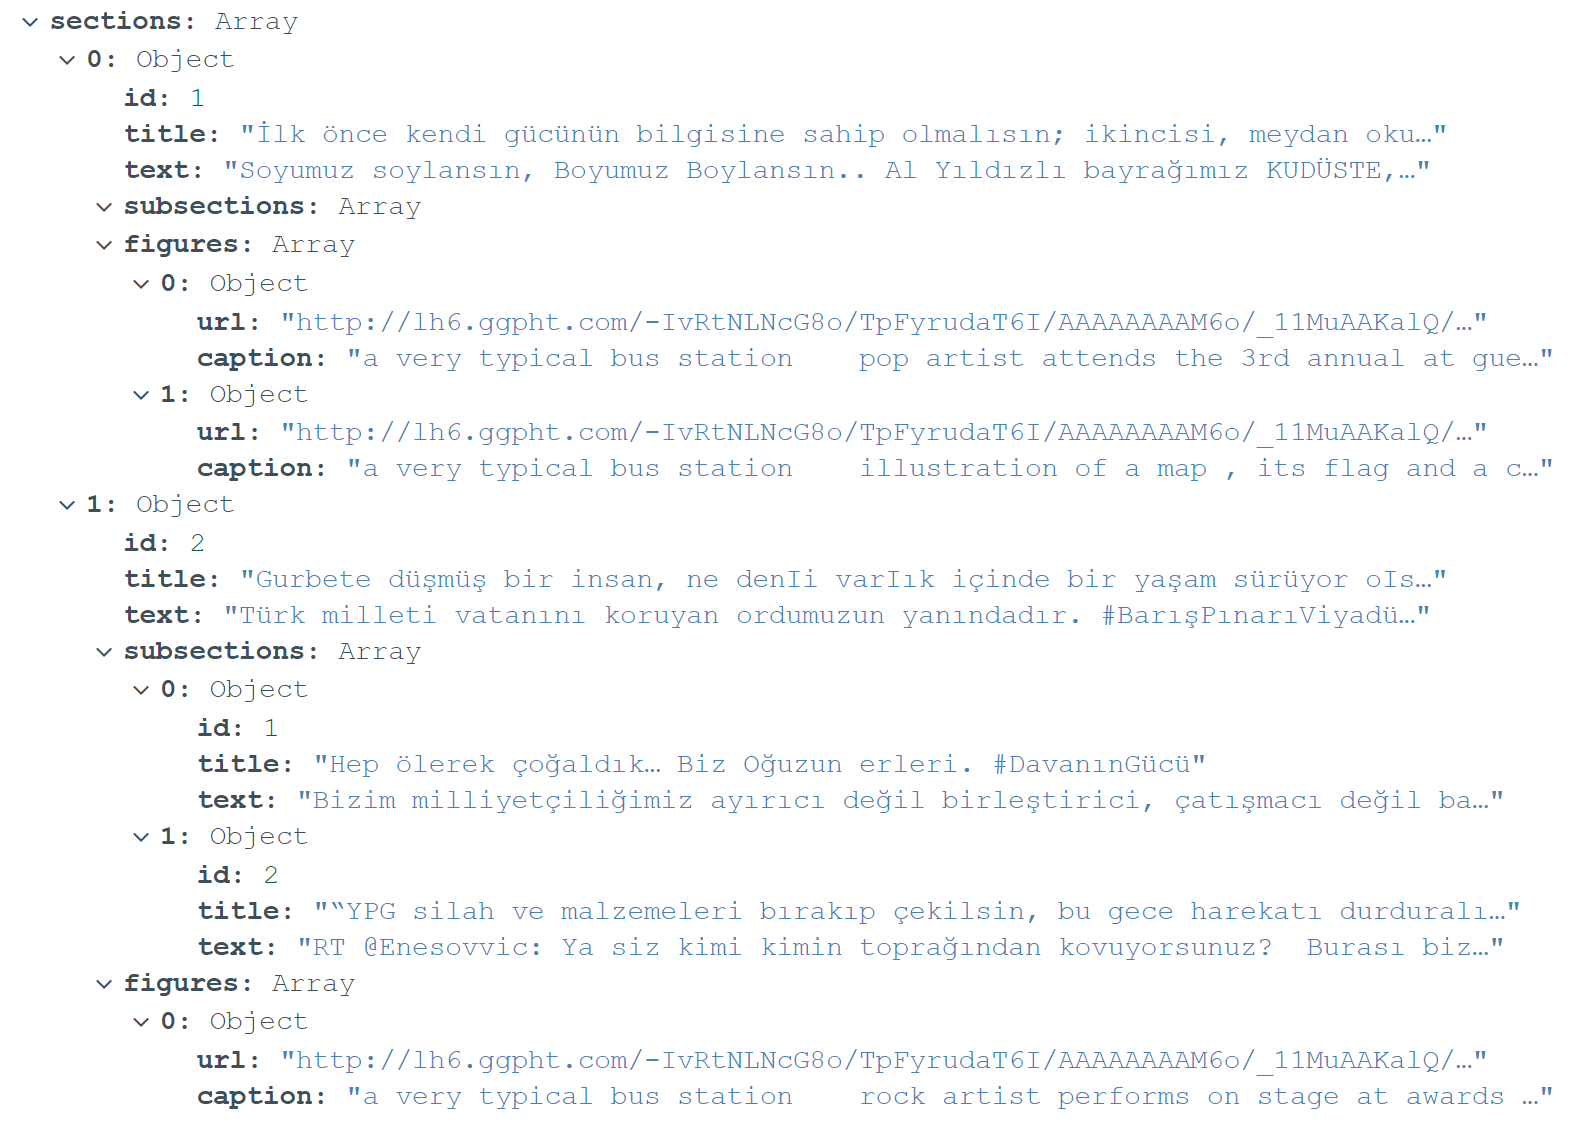 sections: Array
0: Object
id: 1
title: "İlk önce kendi gücünün bilgisine sahip olmalısın; ikincisi, meydan oku…"
text: "Soyumuz soylansın, Boyumuz Boylansın.. Al Yıldızlı bayrağımız KUDÜSTE,…"
subsections: Array
figures: Array
0: Object
url: "http://lh6.ggpht.com/-IvRtNLNcG8o/TpFyrudaT6I/AAAAAAAAM6o/_11MuAAKalQ/…"
caption: "a very typical bus station    pop artist attends the 3rd annual at gue…"
1: Object
url: "http://lh6.ggpht.com/-IvRtNLNcG8o/TpFyrudaT6I/AAAAAAAAM6o/_11MuAAKalQ/…"
caption: "a very typical bus station    illustration of a map , its flag and a c…"
1: Object
id: 2
title: "Gurbete düşmüş bir insan, ne denIi varIık içinde bir yaşam sürüyor oIs…"
text: "Türk milleti vatanını koruyan ordumuzun yanındadır. #BarışPınarıViyadü…"
subsections: Array
0: Object
id: 1
title: "Hep ölerek çoğaldık… Biz Oğuzun erleri. #DavanınGücü"
text: "Bizim milliyetçiliğimiz ayırıcı değil birleştirici, çatışmacı değil ba…"
1: Object
id: 2
title: "“YPG silah ve malzemeleri bırakıp çekilsin, bu gece harekatı durduralı…"
text: "RT @Enesovvic: Ya siz kimi kimin toprağından kovuyorsunuz?  Burası biz…"
figures: Array
0: Object
url: "http://lh6.ggpht.com/-IvRtNLNcG8o/TpFyrudaT6I/AAAAAAAAM6o/_11MuAAKalQ/…"
caption: "a very typical bus station    rock artist performs on stage at awards …"